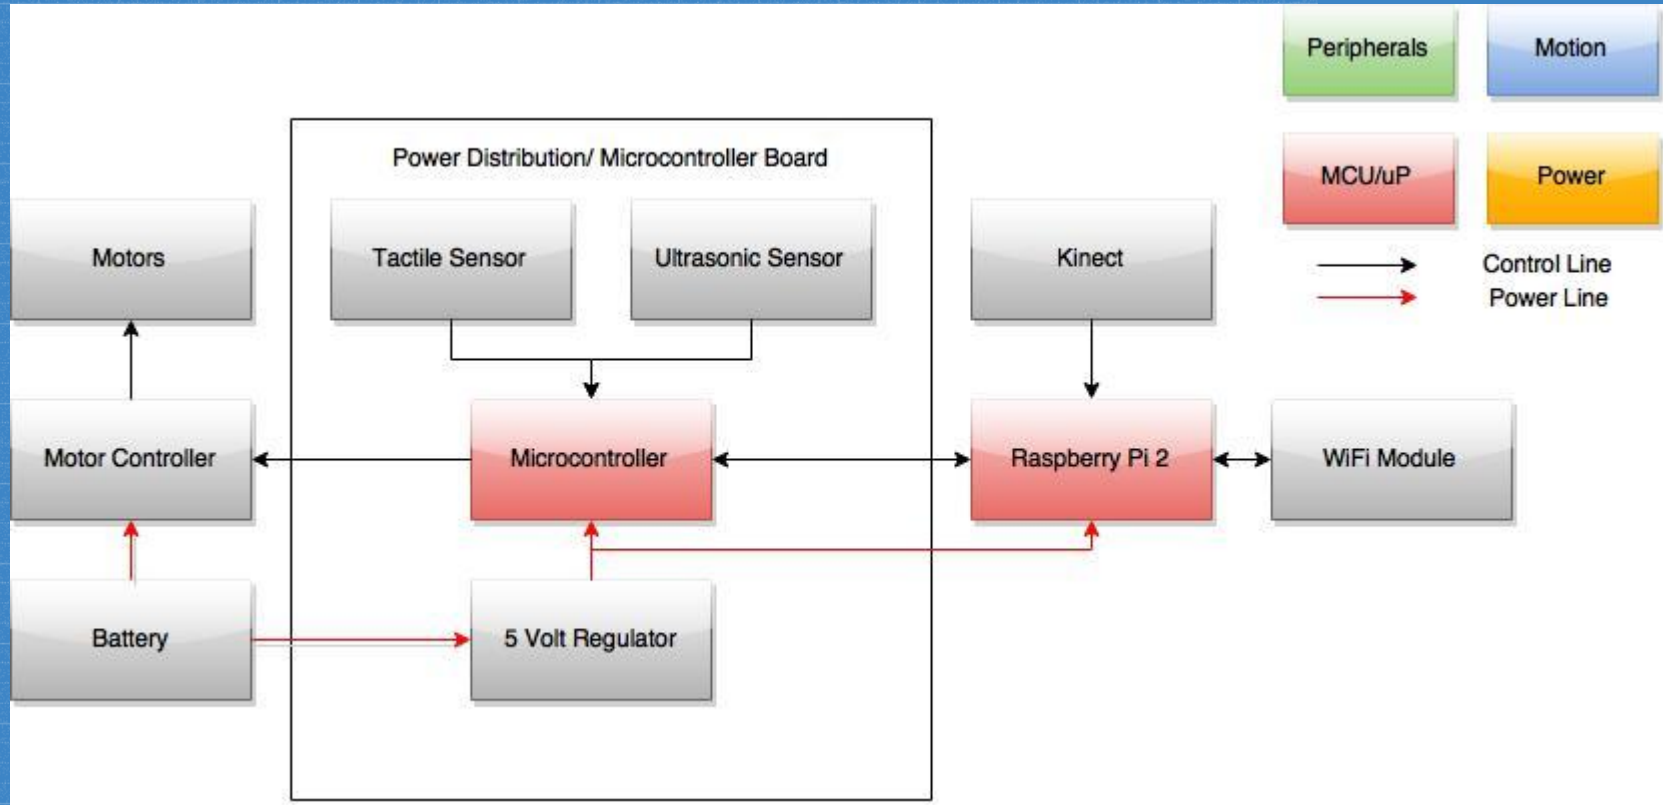 Peripherals
Motion
Power Distribution/ Microcontroller Board
MCU/uP
Power
Motors
Tactile Sensor
Ultrasonic Sensor
Kinect
Control Line
Power Line
Motor Controller
Microcontroller
Raspberry Pi 2
WiFi Module
Battery
5 Volt Regulator